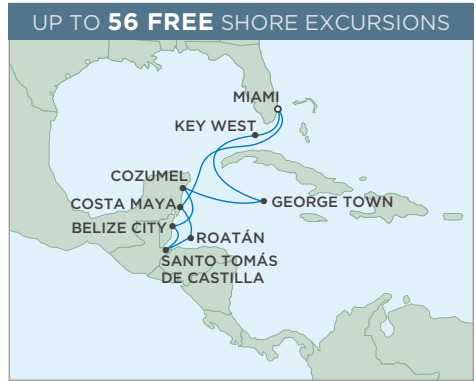 UP TO 56 FREE SHORE EXCURSIONS
MIAMI
KEY WEST
COZUMEL
COSTA MAYA
GEORGE TOWN
BELIZE CITY
ROATÁN
SANTO TOMÁS
DE CASTILLA